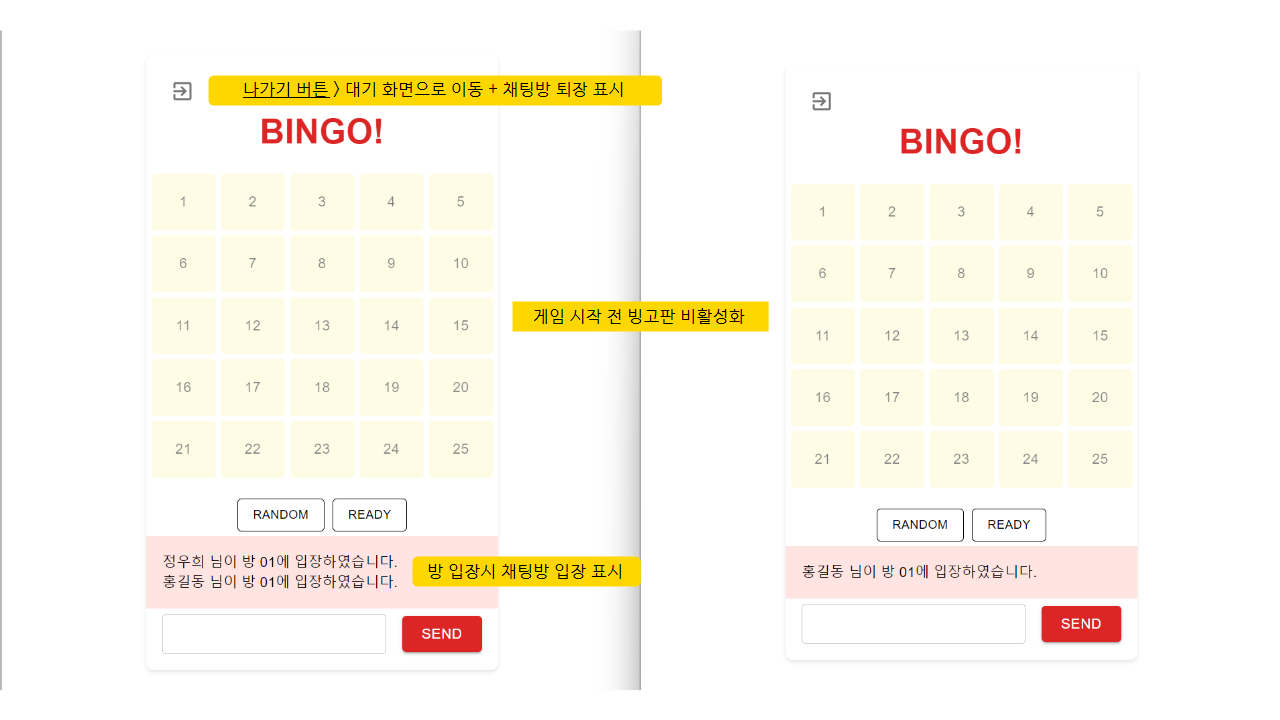 나가기 버튼 > 대기 화면으로 이동 + 채팅방 퇴장 표시
BINGO!
1 2 3 4 5
6 7 8 9 10
11 12 13 14 15
16 17 18 19 20
21 22 23 24 25
RANDOM READY
정우희 님이 방 01에 입장하였습니다.
홍길동 님이 방 01에 입장하였습니다.
방 입장시 채팅방 입장 표시
SEND
게임 시작 전 빙고판 비활성화
BINGO!
1 2 3 4 5
6 7 8 9 10
11 12 13 14 15
16 17 18 19 20
21 22 23 24 25
RANDOM READY
홍길동 님이 방 01에 입장하였습니다.
SEND